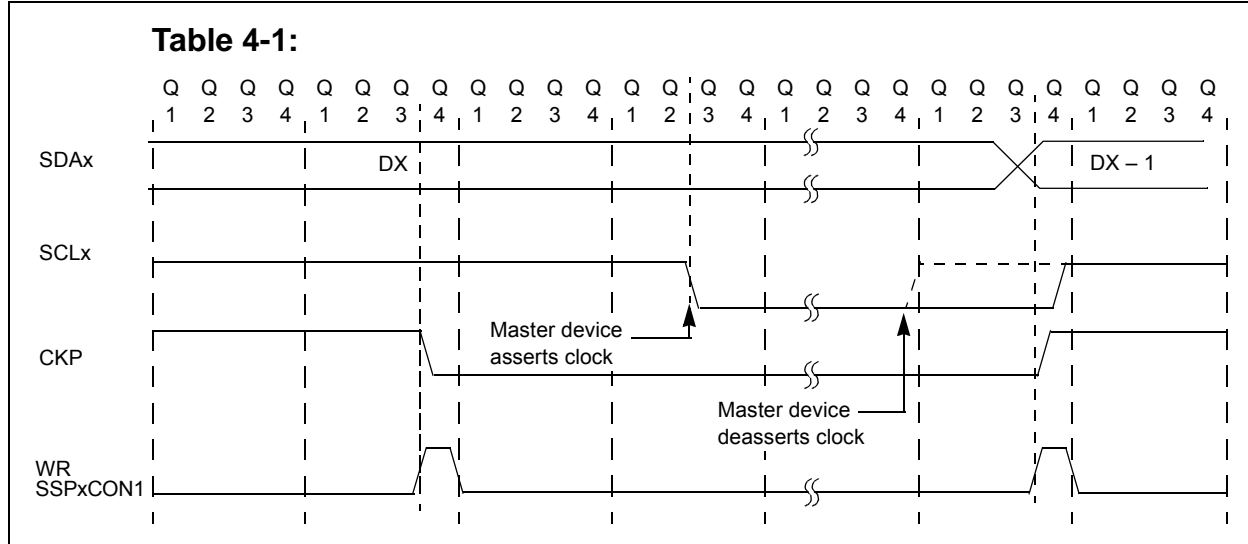 Table 4-1:
Q Q Q Q Q Q Q Q Q Q Q Q Q Q Q Q Q Q Q Q Q Q Q Q Q Q Q Q
1 2 3 4 1 2 3 4 1 2 3 4 1 2 3 4 1 2 3 4 1 2 3 4 1 2 3 4
SDAx
DX
DX – 1
SCLx
Master device
asserts clock
CKP
Master device
deasserts clock
WR
SSPxCON1